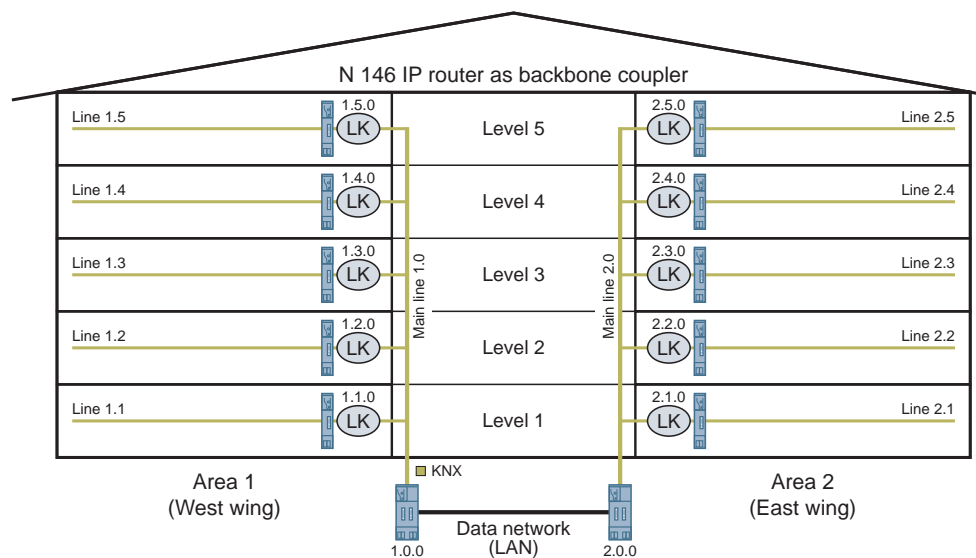 N 146 IP router as backbone coupler
Line 1.5
1.5.0
LK
Level 5
2.5.0
LK
Line 2.5
Line 1.4
1.4.0
LK
Level 4
2.4.0
LK
Line 2.4
Line 1.3
1.3.0
LK
Main line 1.0
Level 3
Main line 2.0
2.3.0
LK
Line 2.3
Line 1.2
1.2.0
LK
Level 2
2.2.0
LK
Line 2.2
Line 1.1
1.1.0
LK
Level 1
2.1.0
LK
Line 2.1
Area 1
(West wing)
KNX
Area 2
(East wing)
Data network
(LAN)
1.0.0
2.0.0